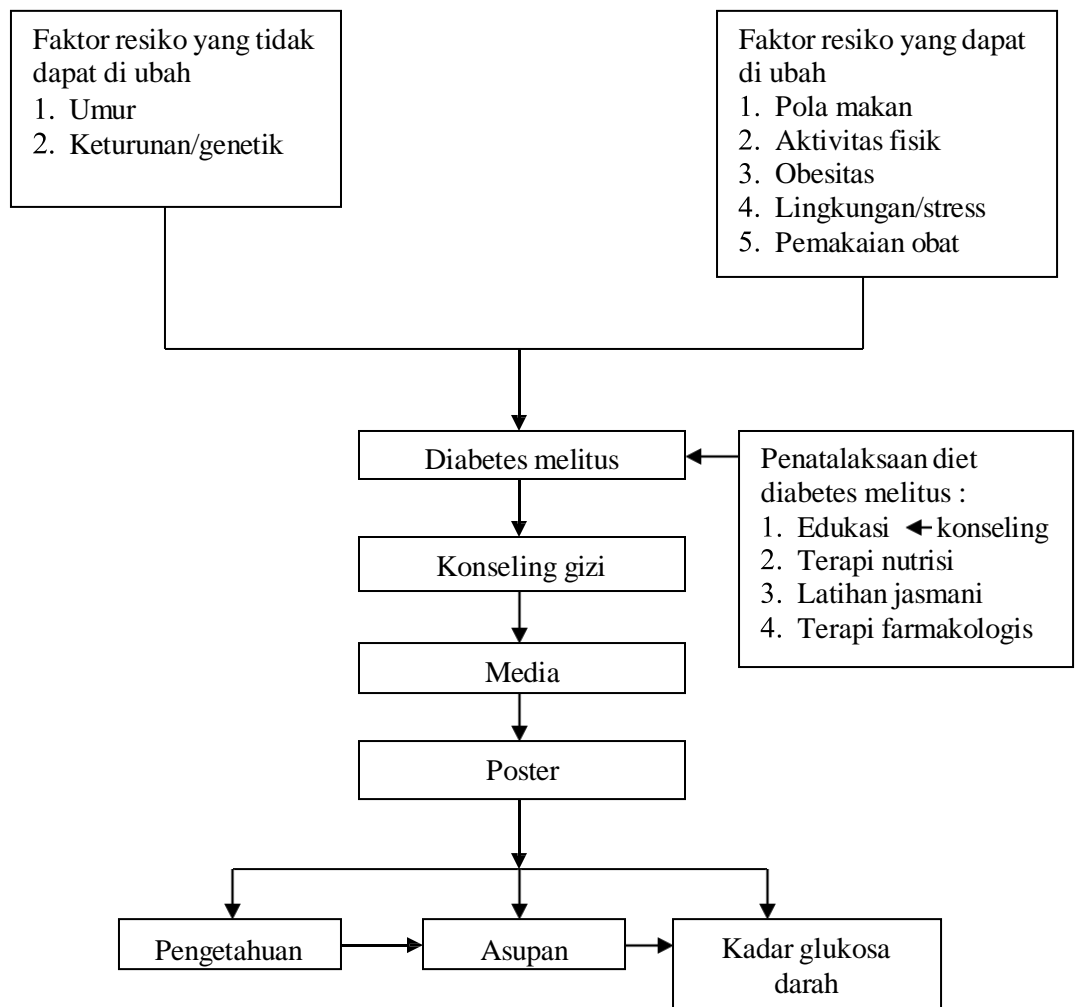 Faktor resiko yang tidak
dapat di ubah
1. Umur
2. Keturunan/genetik
Faktor resiko yang dapat
di ubah
1. Pola makan
2. Aktivitas fisik
3. Obesitas
4. Lingkungan/stress
5. Pemakaian obat
Diabetes melitus
Penatalaksaan diet
diabetes melitus :
1. Edukasi konseling
2. Terapi nutrisi
3. Latihan jasmani
4. Terapi farmakologis
Konseling gizi
Media
Poster
Pengetahuan
Asupan
Kadar glukosa
darah